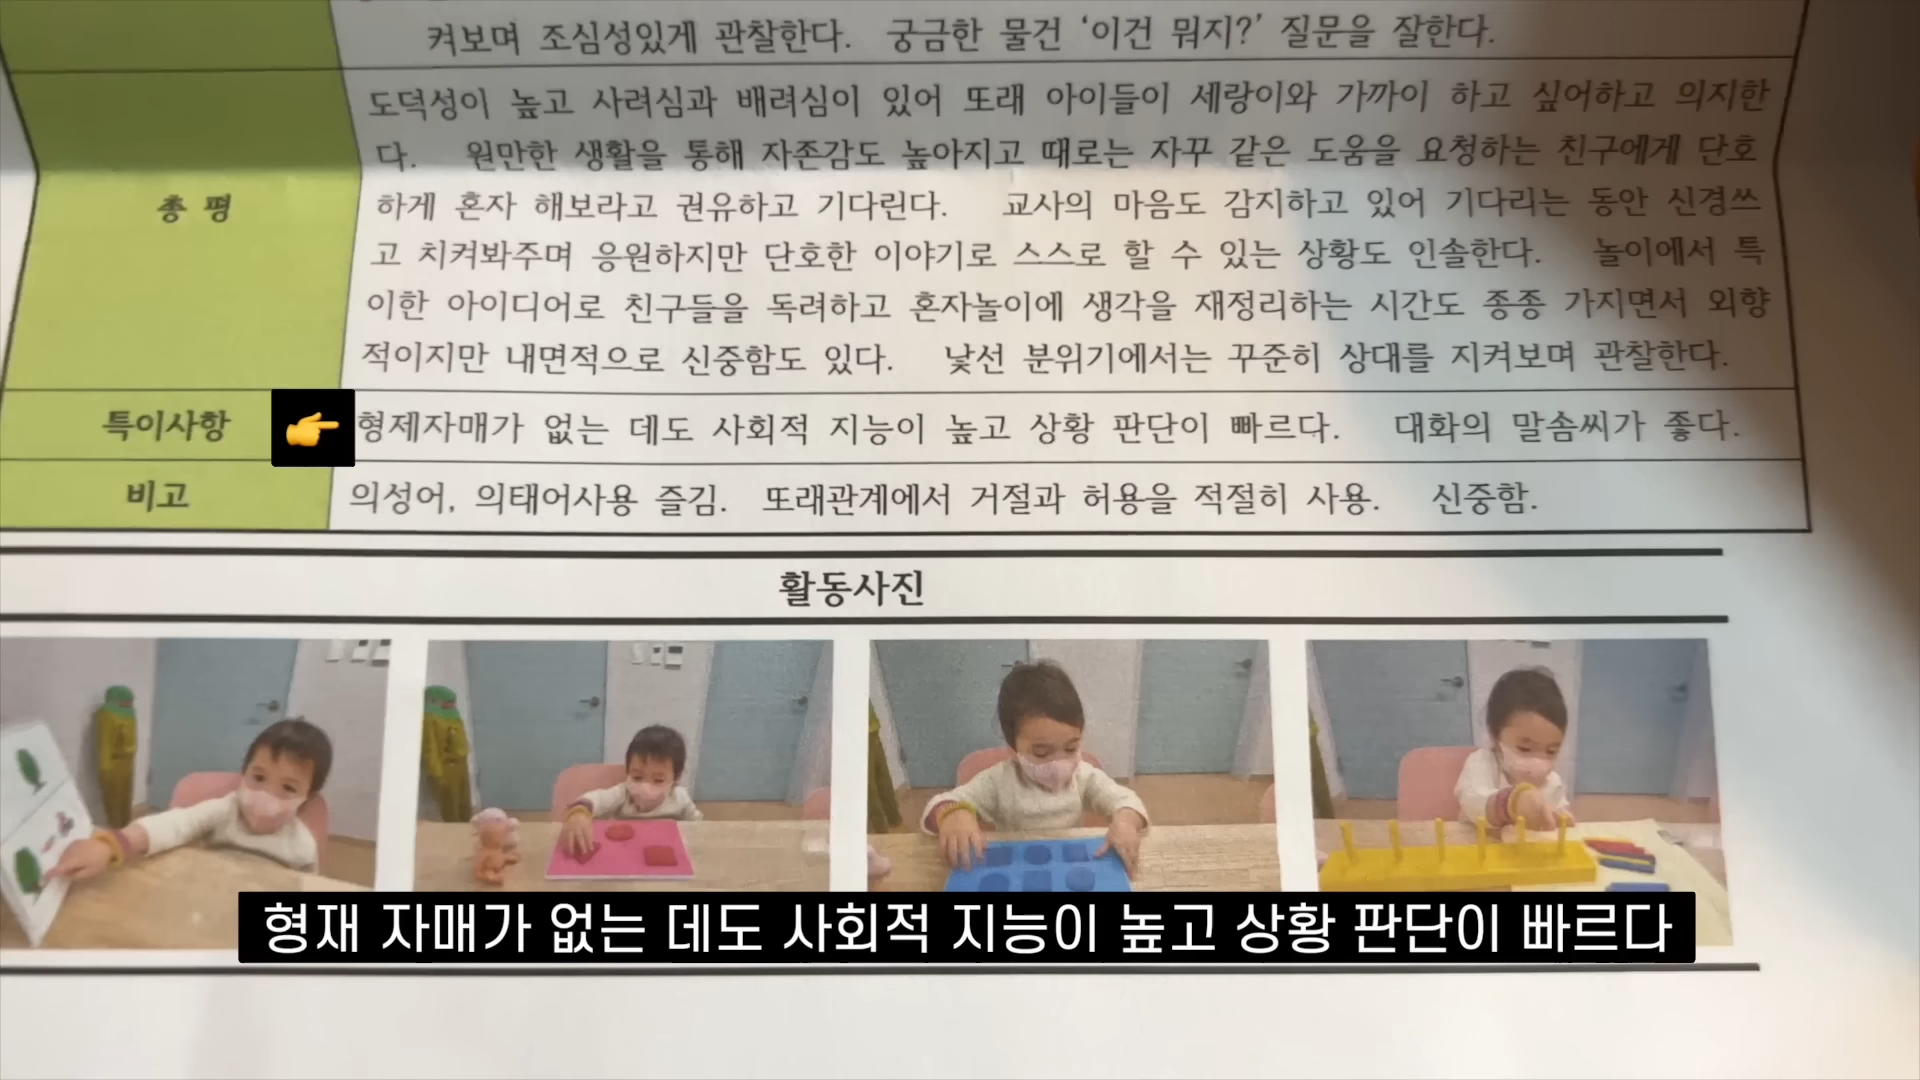 켜보며 조심성있게 관찰한다. 궁금한 물건 ‘이건 뭐지?’ 질문을 잘한다.
총 평
도덕성이 높고 사려심과 배려심이 있어 또래 아이들이 세랑이와 가까이 하고 싶어하고 의지한
다. 원만한 생활을 통해 자존감도 높아지고 때로는 자꾸 같은 도움을 요청하는 친구에게 단호
하게 혼자 해보라고 권유하고 기다린다. 교사의 마음도 감지하고 있어 기다리는 동안 신경쓰
고 치켜봐주며 응원하지만 단호한 이야기로 스스로 할 수 있는 상황도 인솔한다. 놀이에서 특
이한 아이디어로 친구들을 독려하고 혼자놀이에 생각을 재정리하는 시간도 종종 가지면서 외향
적이지만 내면적으로 신중함도 있다. 낯선 분위기에서는 꾸준히 상대를 지켜보며 관찰한다.
특이사항 👉 형제자매가 없는 데도 사회적 지능이 높고 상황 판단이 빠르다. 대화의 말솜씨가 좋다.
비고 의성어, 의태어사용 즐김. 또래관계에서 거절과 허용을 적절히 사용. 신중함.
활동사진
형재 자매가 없는 데도 사회적 지능이 높고 상황 판단이 빠르다